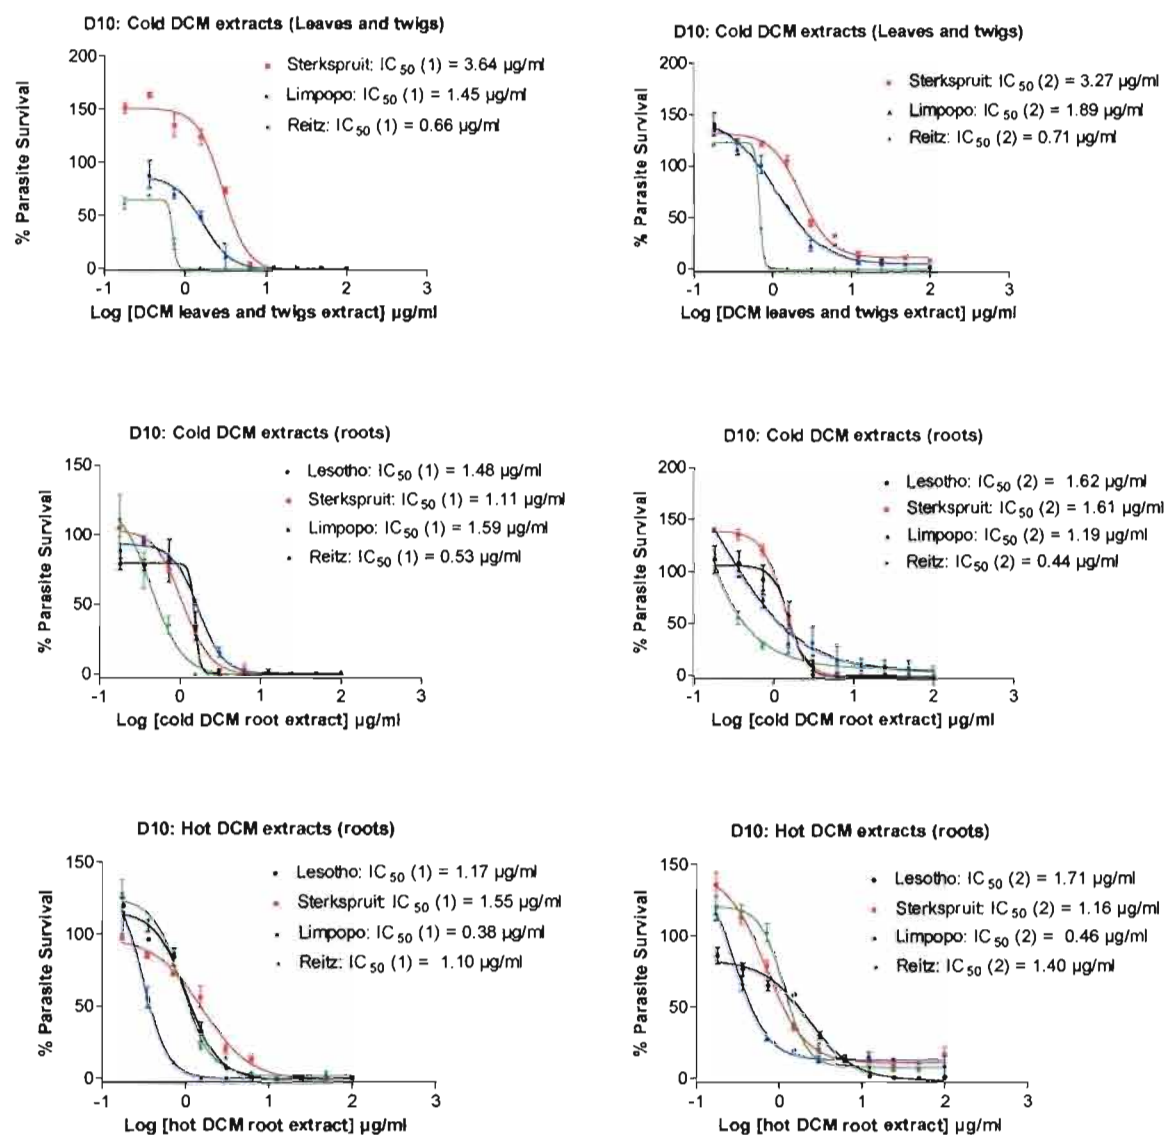 D10: Cold DCM extracts (Leaves and twigs)
Sterkspruit: IC50 (1) = 3.64 µg/ml
Limpopo: IC50 (1) = 1.45 µg/ml
Reitz: IC50 (1) = 0.66 µg/ml
% Parasite Survival
200
150
100
50
0
0 1 2 3
Log [DCM leaves and twigs extract] µg/ml
D10: Cold DCM extracts (Leaves and twigs)
Sterkspruit: IC50 (2) = 3.27 µg/ml
Limpopo: IC50 (2) = 1.89 µg/ml
Reitz: IC50 (2) = 0.71 µg/ml
% Parasite Survival
200
150
100
50
0
0 1 2 3
Log [DCM leaves and twigs extract] µg/ml
D10: Cold DCM extracts (roots)
Lesotho: IC50 (1) = 1.48 µg/ml
Sterkspruit: IC50 (1) = 1.11 µg/ml
Limpopo: IC50 (1) = 1.59 µg/ml
Reitz: IC50 (1) = 0.53 µg/ml
% Parasite Survival
150
100
50
0
-1 0 1 2 3
Log [cold DCM root extract] µg/ml
D10: Cold DCM extracts (roots)
Lesotho: IC50 (2) = 1.62 µg/ml
Sterkspruit: IC50 (2) = 1.61 µg/ml
Limpopo: IC50 (2) = 1.19 µg/ml
Reitz: IC50 (2) = 0.44 µg/ml
% Parasite Survival
200
150
100
50
0
-1 0 1 2 3
Log [cold DCM root extract] µg/ml
D10: Hot DCM extracts (roots)
Lesotho: IC50 (1) = 1.17 µg/ml
Sterkspruit: IC50 (1) = 1.55 µg/ml
Limpopo: IC50 (1) = 0.38 µg/ml
Reitz: IC50 (1) = 1.10 µg/ml
% Parasite Survival
150
100
50
0
-1 0 1 2 3
Log [hot DCM root extract] µg/ml
D10: Hot DCM extracts (roots)
Lesotho: IC50 (2) = 1.71 µg/ml
Sterkspruit: IC50 (2) = 1.16 µg/ml
Limpopo: IC50 (2) = 0.46 µg/ml
Reitz: IC50 (2) = 1.40 µg/ml
% Parasite Survival
150
100
50
0
-1 0 1 2 3
Log [hot DCM root extract] µg/ml